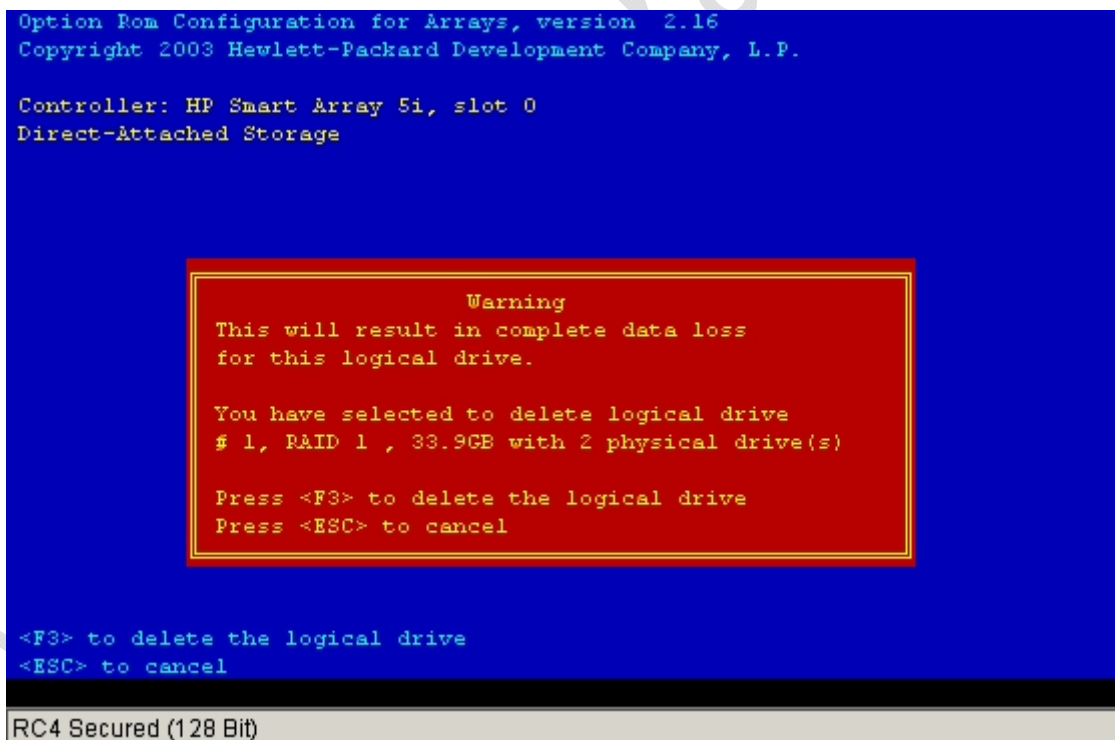 Option Rom Configuration for Arrays, version  2.16
Copyright 2003 Hewlett-Packard Development Company, L.P.
Controller: HP Smart Array 5i, slot 0
Direct-Attached Storage
Warning
This will result in complete data loss
for this logical drive.
You have selected to delete logical drive
# 1, RAID 1 , 33.9GB with 2 physical drive(s)
Press <F3> to delete the logical drive
Press <ESC> to cancel
<F3> to delete the logical drive
<ESC> to cancel
RC4 Secured (128 Bit)